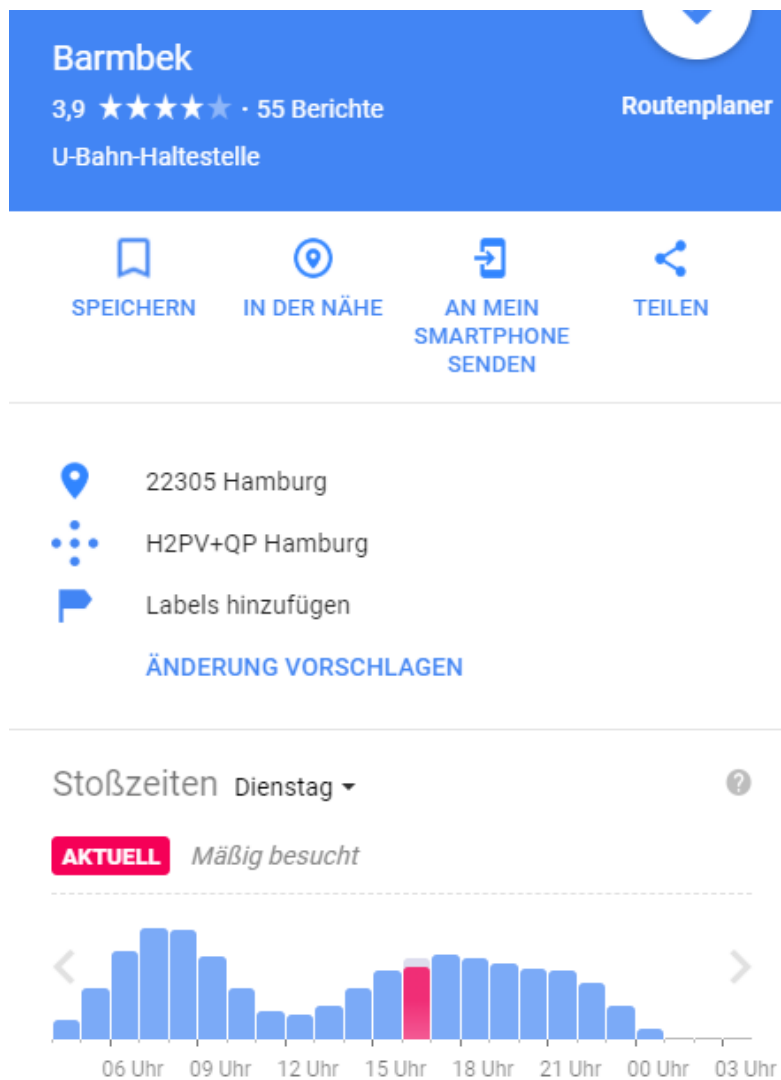 Barmbek
3,9 ★★★★★ · 55 Berichte
Routenplaner
U-Bahn-Haltestelle
SPEICHERN
IN DER NÄHE
AN MEIN
SMARTPHONE
SENDEN
TEILEN
22305 Hamburg
H2PV+QP Hamburg
Labels hinzufügen
ÄNDERUNG VORSCHLAGEN
Stoßzeiten Dienstag
?
AKTUELL Mäßig besucht
06 Uhr 09 Uhr 12 Uhr 15 Uhr 18 Uhr 21 Uhr 00 Uhr 03 Uhr